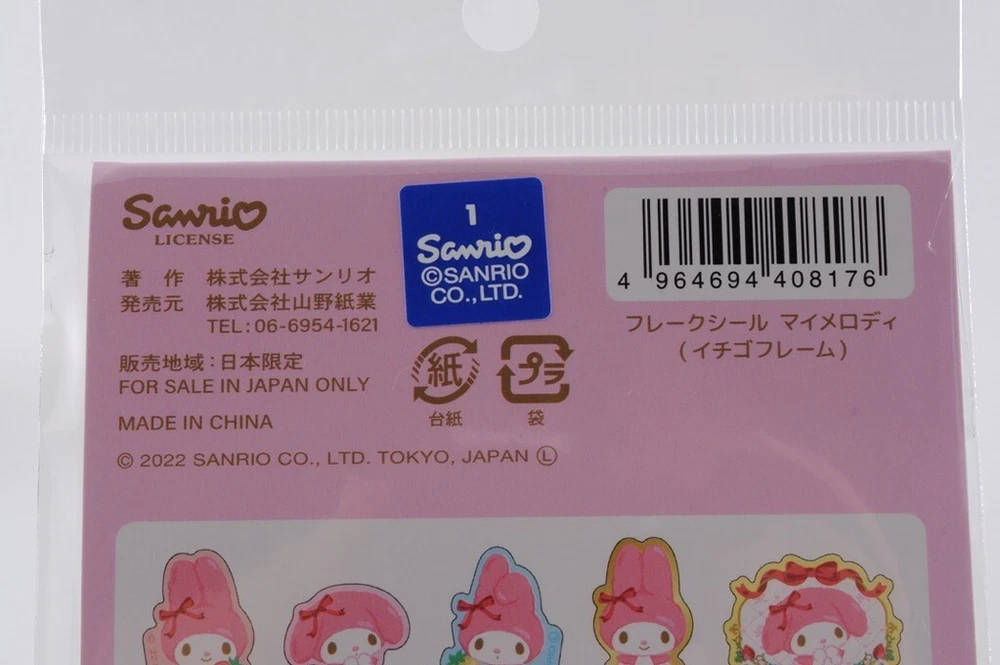 Sanrio
LICENSE
著 作 株式会社サンリオ
発売元 株式会社山野紙業
TEL:06-6954-1621
販売地域:日本限定
FOR SALE IN JAPAN ONLY
MADE IN CHINA
© 2022 SANRIO CO., LTD. TOKYO, JAPAN Ⓛ
1
Sanrio
©SANRIO
CO., LTD.
紙
台紙
プラ
袋
4 964694 408176
フレークシール マイメロディ
(イチゴフレーム)